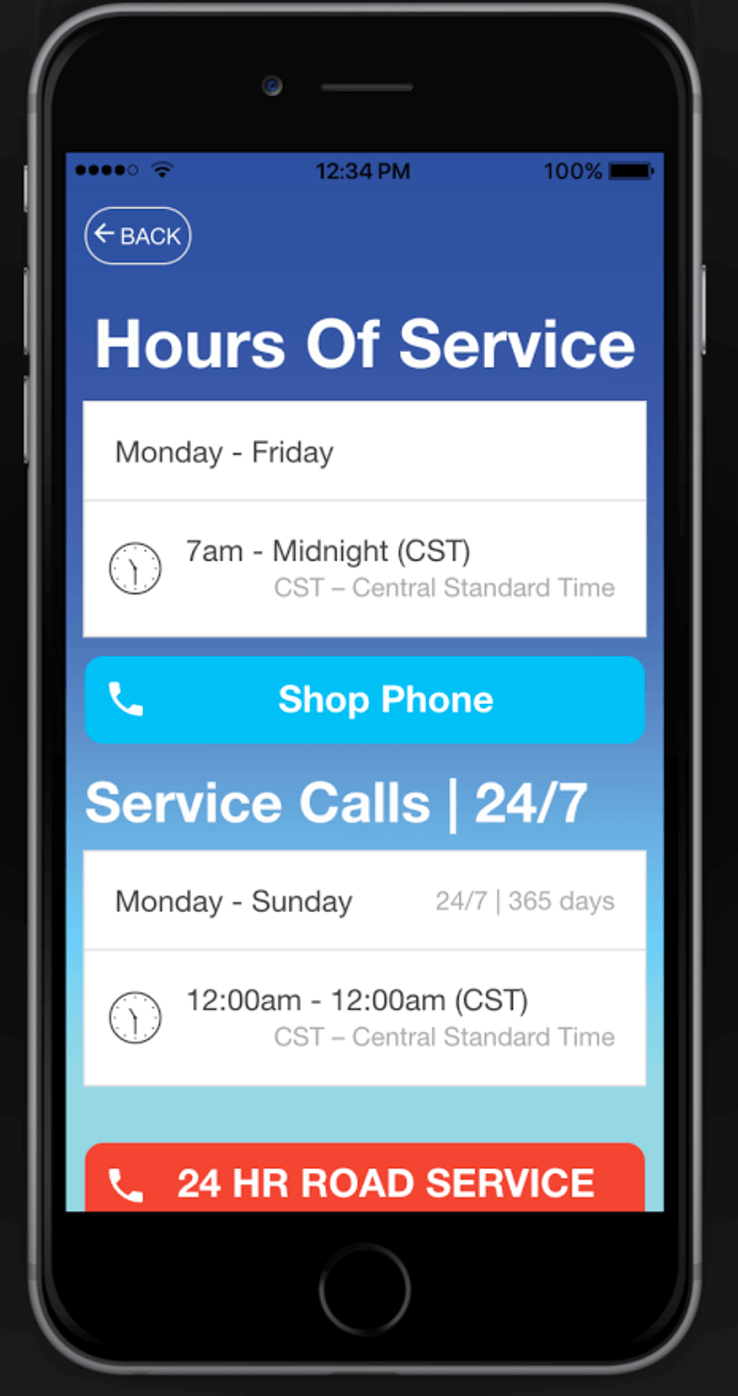 12:34 PM 100%
← BACK
Hours Of Service
Monday - Friday
7am - Midnight (CST)
CST – Central Standard Time
Shop Phone
Service Calls | 24/7
Monday - Sunday 24/7 | 365 days
12:00am - 12:00am (CST)
CST – Central Standard Time
24 HR ROAD SERVICE